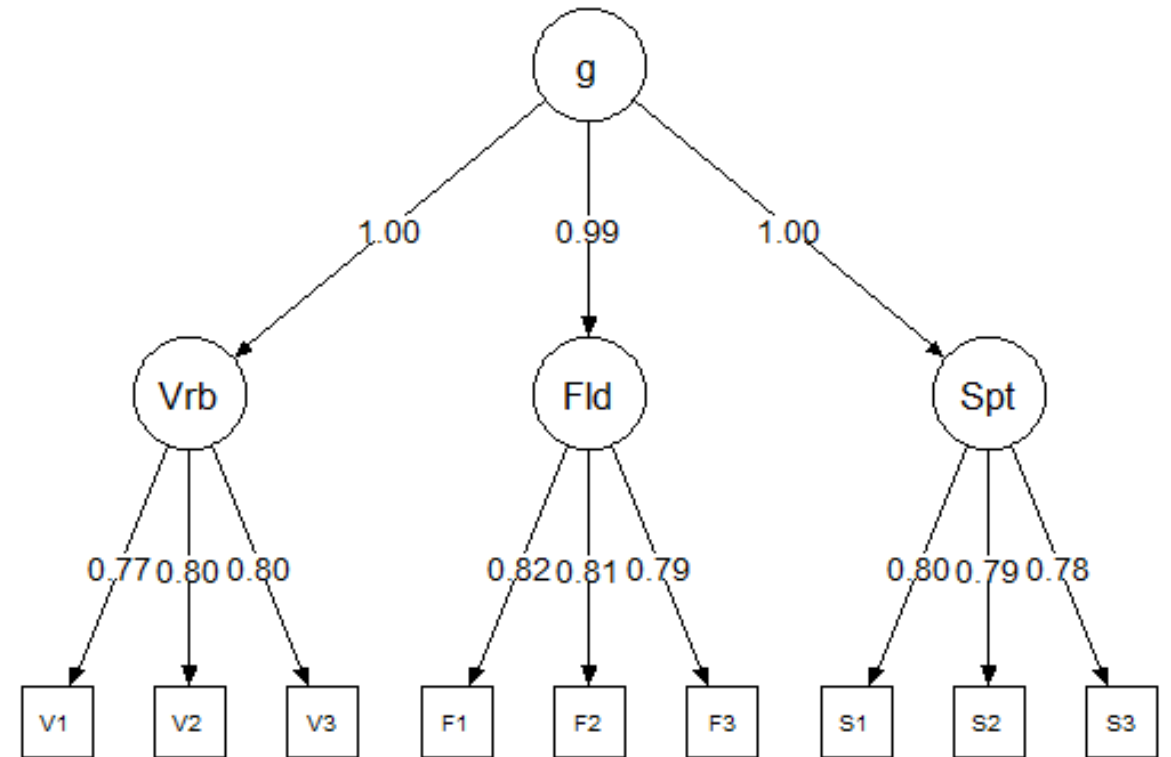 g
1.00 0.99 1.00
Vrb Fld Spt
0.77 0.80 0.80 0.82 0.81 0.79 0.80 0.79 0.78
V1 V2 V3 F1 F2 F3 S1 S2 S3